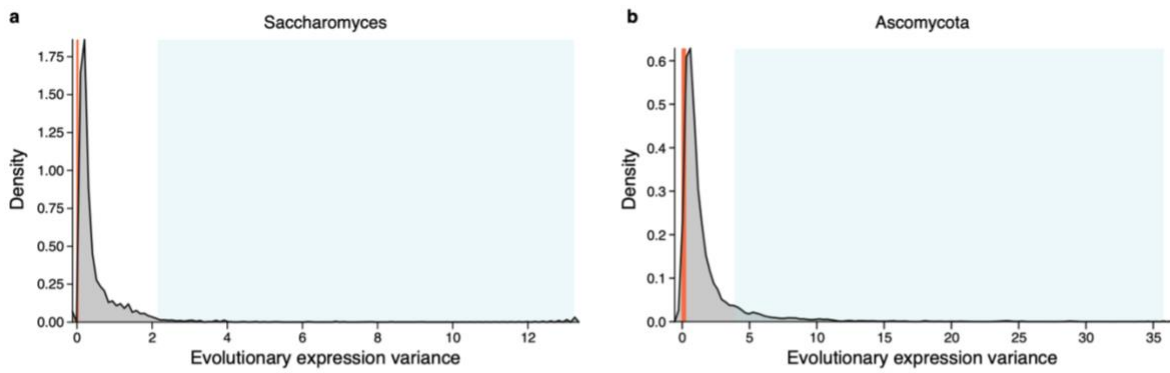 a
Saccharomyces
1.75
1.50
1.25
1.00
0.75
0.50
0.25
0.00
Density
0 2 4 6 8 10 12
Evolutionary expression variance
b
Ascomycota
0.6
0.5
0.4
0.3
0.2
0.1
0.0
Density
0 5 10 15 20 25 30 35
Evolutionary expression variance